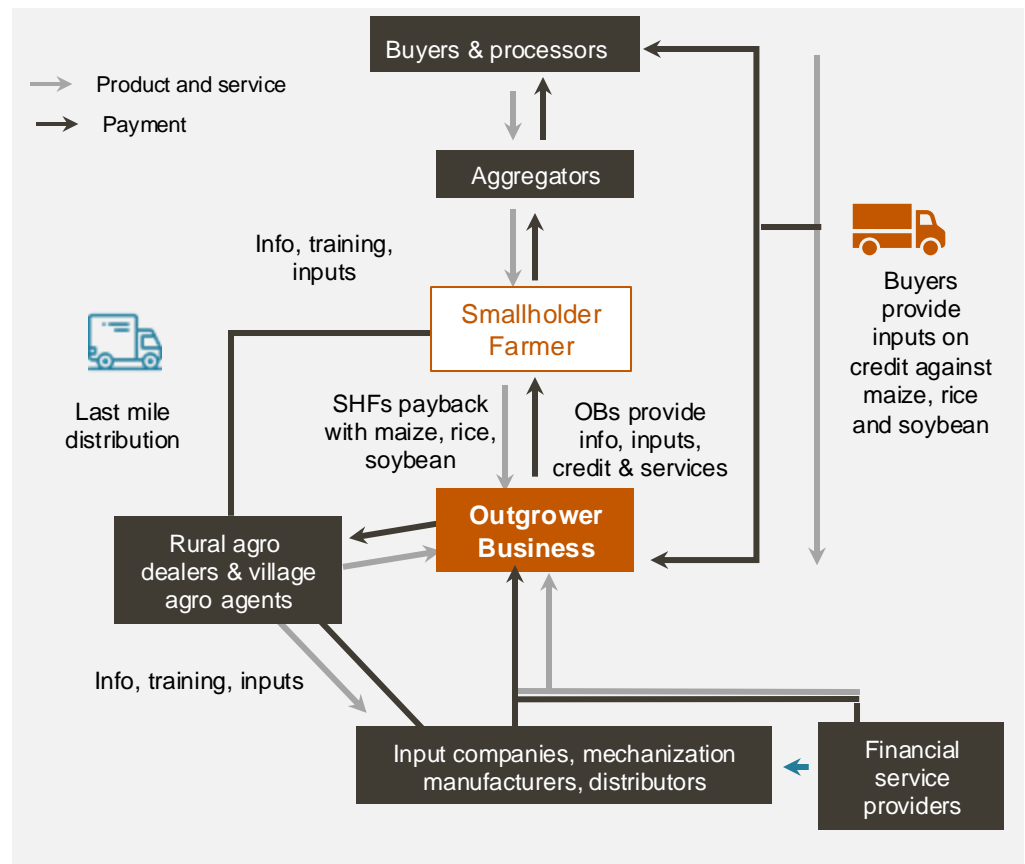 Buyers & processors
Product and service
Payment
Aggregators
Info, training,
inputs
Smallholder
Farmer
Buyers
provide
inputs on
credit against
maize, rice
and soybean
Last mile
distribution
SHFs payback
with maize, rice,
soybean
OBs provide
info, inputs,
credit & services
Outgrower
Business
Rural agro
dealers & village
agro agents
Info, training, inputs
Input companies, mechanization
manufacturers, distributors
Financial
service
providers